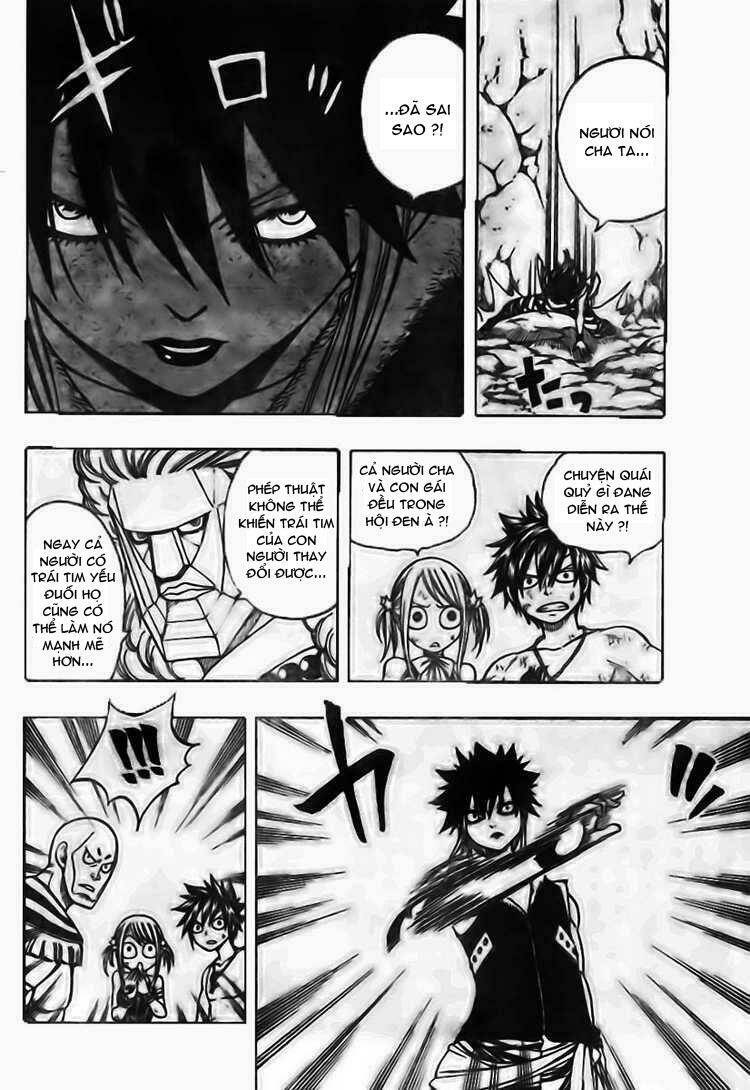 NGƯƠI NÓI
CHA TA...
...ĐÃ SAI
SAO ?!
CHUYỆN QUÁI
QUỶ GÌ ĐANG
DIỄN RA THẾ
NÀY ?!
CẢ NGƯỜI CHA
VÀ CON GÁI
ĐỀU TRONG
HỘI ĐEN À ?!
PHÉP THUẬT
KHÔNG THỂ
KHIẾN TRÁI TIM
CỦA CON
NGƯỜI THAY
ĐỔI ĐƯỢC...
NGAY CẢ
NGƯỜI CÓ
TRÁI TIM YẾU
ĐUỐI HỌ
CŨNG CÓ
THỂ LÀM NÓ
MẠNH MẼ
HƠN...
!!!